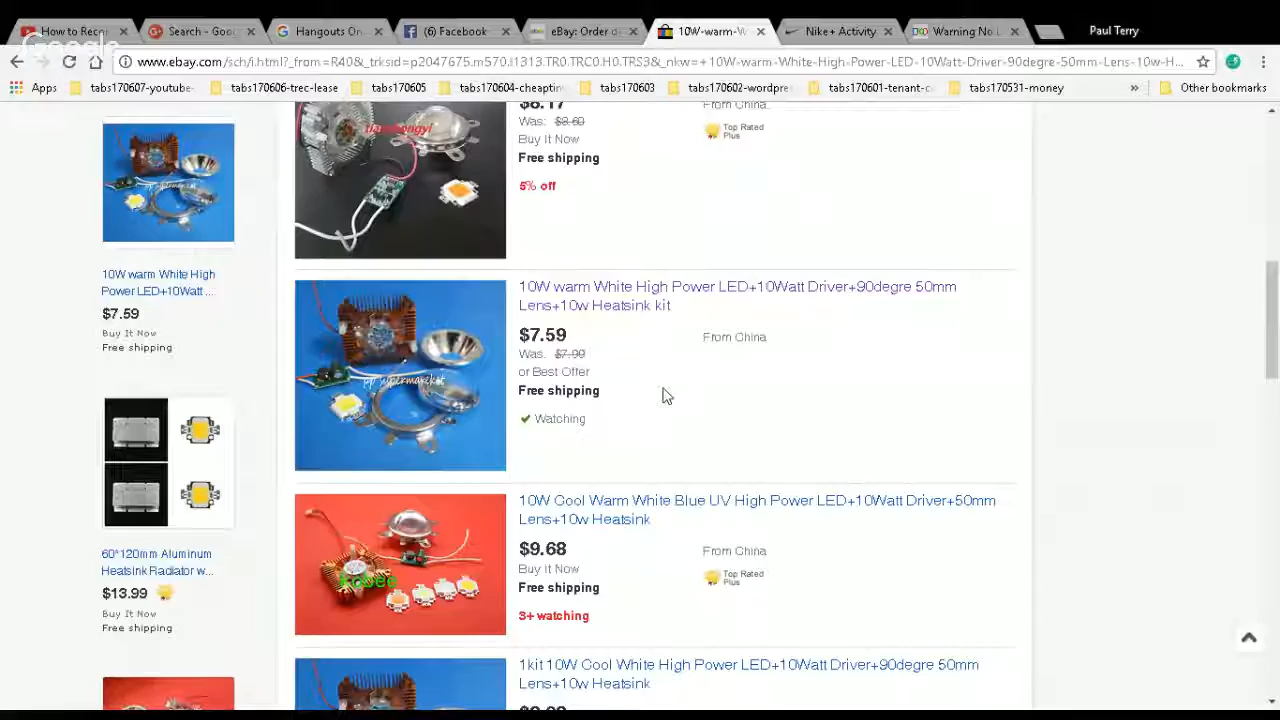 How to Recor
Search - Goo
Hangouts On
(6) Facebook
eBay: Order d
10W-warm-W
Nike+ Activity
Warning No L
Paul Terry
Google
www.ebay.com/sch/i.html?_from=R40&_trksid=p2047675.m570.l1313.TR0.TRC0.H0.TRS3&_nkw=+10W-warm-White-High-Power-LED-10Watt-Driver-90degre-50mm-Lens-10w-H...
Apps
tabs170607-youtube-
tabs170606-trec-lease
tabs170605
tabs170604-cheaptin
tabs170603
tabs170602-wordpre
tabs170601-tenant-c
tabs170531-money
»
Other bookmarks
10W warm White High
Power LED+10Watt ...
$7.59
Buy It Now
Free shipping
60*120mm Aluminum
Heatsink Radiator w...
$13.99
Buy It Now
Free shipping
tianchongyi
$8.17
Was: $8.60
Buy It Now
Free shipping
5% off
From China
Top Rated
Plus
pp supermarket
10W warm White High Power LED+10Watt Driver+90degre 50mm
Lens+10w Heatsink kit
$7.59
Was: $7.99
or Best Offer
Free shipping
Watching
From China
kobee
10W Cool Warm White Blue UV High Power LED+10Watt Driver+50mm
Lens+10w Heatsink
$9.68
Buy It Now
Free shipping
3+ watching
From China
Top Rated
Plus
1kit 10W Cool White High Power LED+10Watt Driver+90degre 50mm
Lens+10w Heatsink